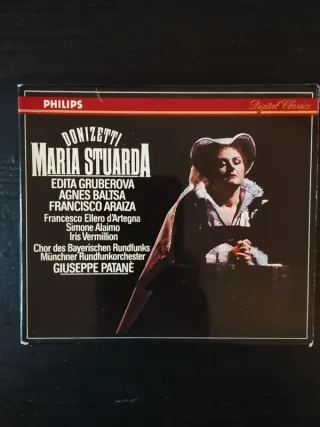 PHILIPS
Digital Classics
DONIZETTI
MARIA STUARDA
EDITA GRUBEROVA
AGNES BALTSA
FRANCISCO ARAIZA
Francesco Ellero d'Artegna
Simone Alaimo
Iris Vermillion
Chor des Bayerischen Rundfunks
Münchner Rundfunkorchester
GIUSEPPE PATANÈ